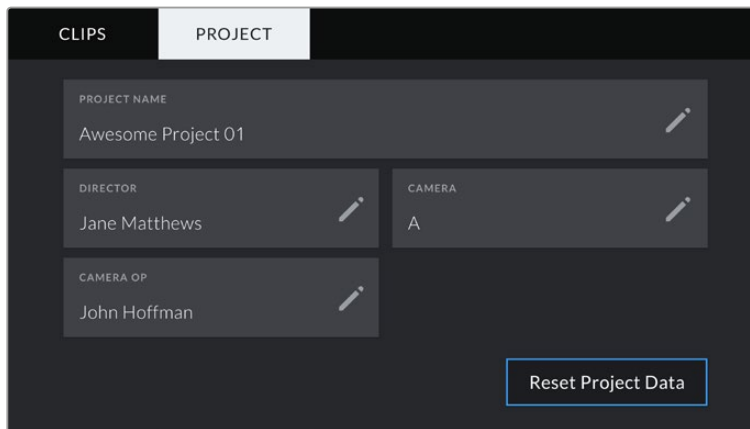 CLIPS PROJECT
PROJECT NAME
Awesome Project 01
DIRECTOR
Jane Matthews
CAMERA
A
CAMERA OP
John Hoffman
Reset Project Data